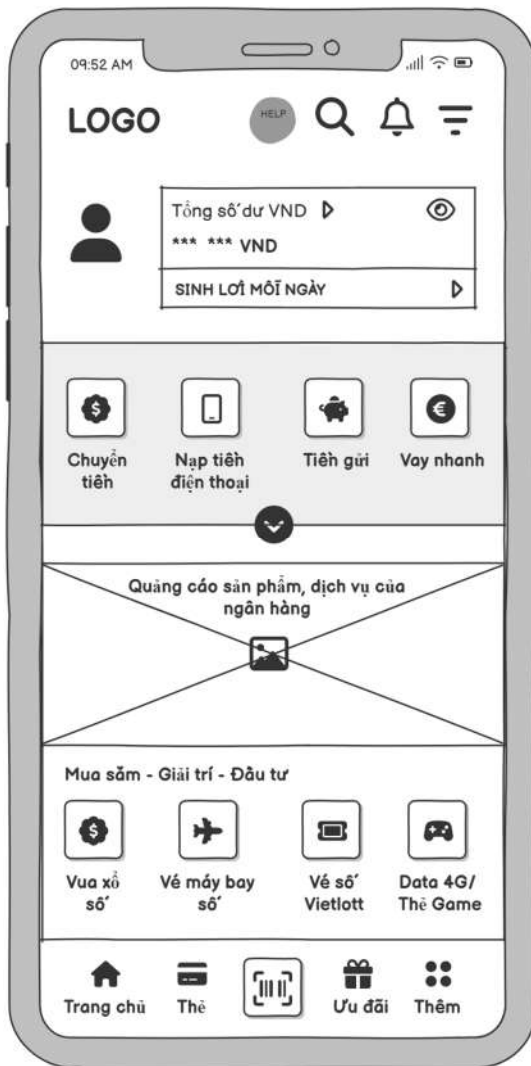 09:52 AM
LOGO
HELP
Tổng số dư VND
*** *** VND
SINH LỜI MỖI NGÀY
Chuyển
tiền
Nạp tiền
điện thoại
Tiền gửi
Vay nhanh
Quảng cáo sản phẩm, dịch vụ của
ngân hàng
Mua sắm - Giải trí - Đầu tư
Vua xổ
số
Vé máy bay
số
Vé số
Vietlott
Data 4G/
Thẻ Game
Trang chủ
Thẻ
Ưu đãi
Thêm